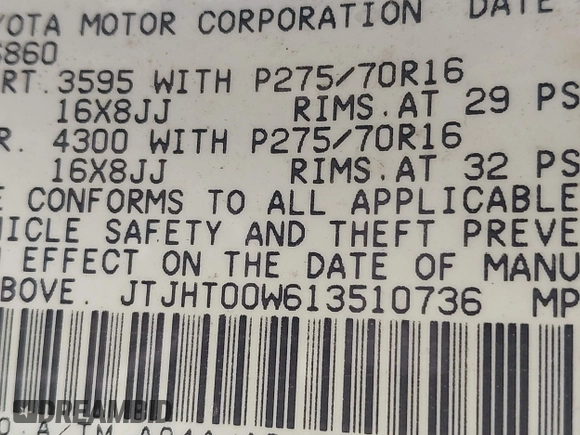 YOTA MOTOR CORPORATION DATE
6860
RT. 3595 WITH P275/70R16
16X8JJ RIMS. AT 29 PS
R. 4300 WITH P275/70R16
16X8JJ RIMS. AT 32 PS
E CONFORMS TO ALL APPLICABLE
HICLE SAFETY AND THEFT PREVE
EFFECT ON THE DATE OF MANU
BOVE. JTJHT00W613510736 MP
DREAMBID